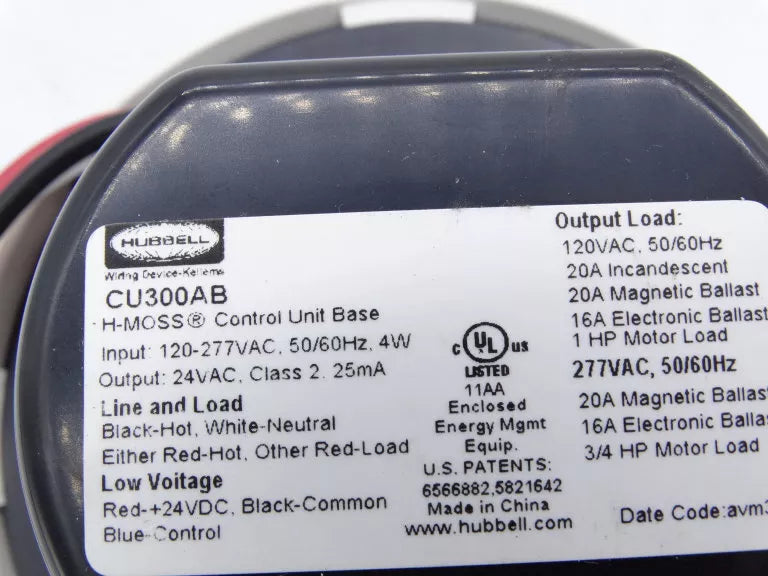 HUBBELL
Wiring Device-Kellems
CU300AB
H-MOSS® Control Unit Base
Input: 120-277VAC, 50/60Hz, 4W
Output: 24VAC, Class 2. 25mA
Line and Load
Black-Hot, White-Neutral
Either Red-Hot, Other Red-Load
Low Voitage
Red-+24VDC, Black-Common
Blue-Control
c UL us
LISTED
11AA
Enclosed
Energy Mgmt
Equip.
U.S. PATENTS:
6566882,5821642
Made in China
www.hubbell.com
Output Load:
120VAC, 50/60Hz
20A Incandescent
20A Magnetic Ballast
16A Electronic Ballast
1 HP Motor Load
277VAC, 50/60Hz
20A Magnetic Ballast
16A Electronic Ballas
3/4 HP Motor Load
Date Code:avm3